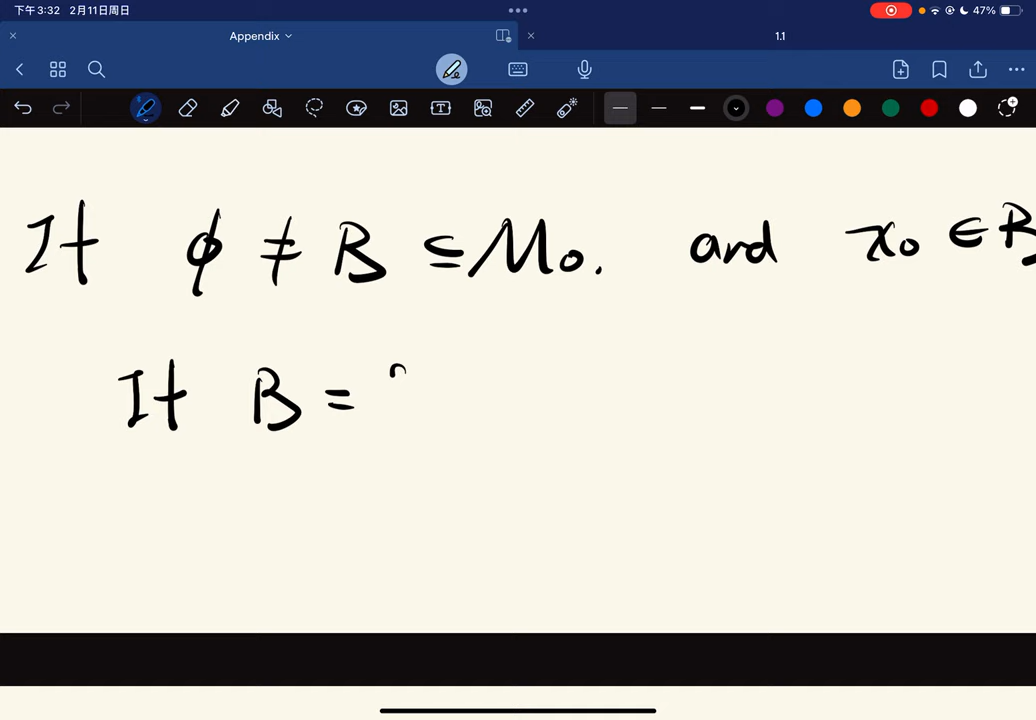 下午3:32 2月11日周日 47%
Appendix 1.1
If ϕ ≠ B ⊆ M₀. and x₀ ∈ B
If B =